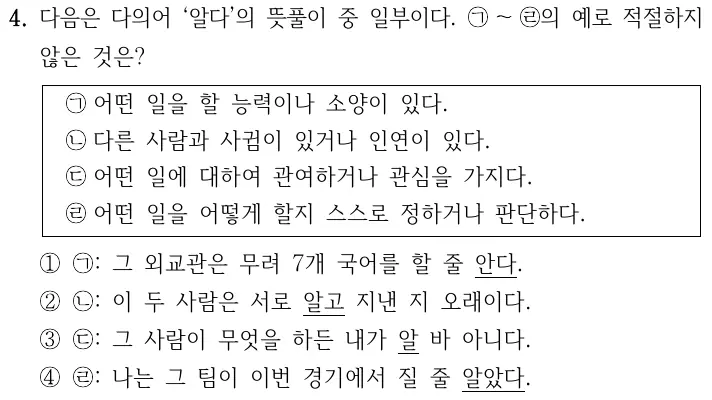 4. 다음은 다의어 ‘알다’의 뜻풀이 중 일부이다. ㉠ ~ ㉣의 예로 적절하지
않은 것은?
㉠ 어떤 일을 할 능력이나 소양이 있다.
㉡ 다른 사람과 사귐이 있거나 인연이 있다.
㉢ 어떤 일에 대하여 관여하거나 관심을 가지다.
㉣ 어떤 일을 어떻게 할지 스스로 정하거나 판단하다.
① ㉠: 그 외교관은 무려 7개 국어를 할 줄 안다.
② ㉡: 이 두 사람은 서로 알고 지낸 지 오래이다.
③ ㉢: 그 사람이 무엇을 하든 내가 알 바 아니다.
④ ㉣: 나는 그 팀이 이번 경기에서 질 줄 알았다.